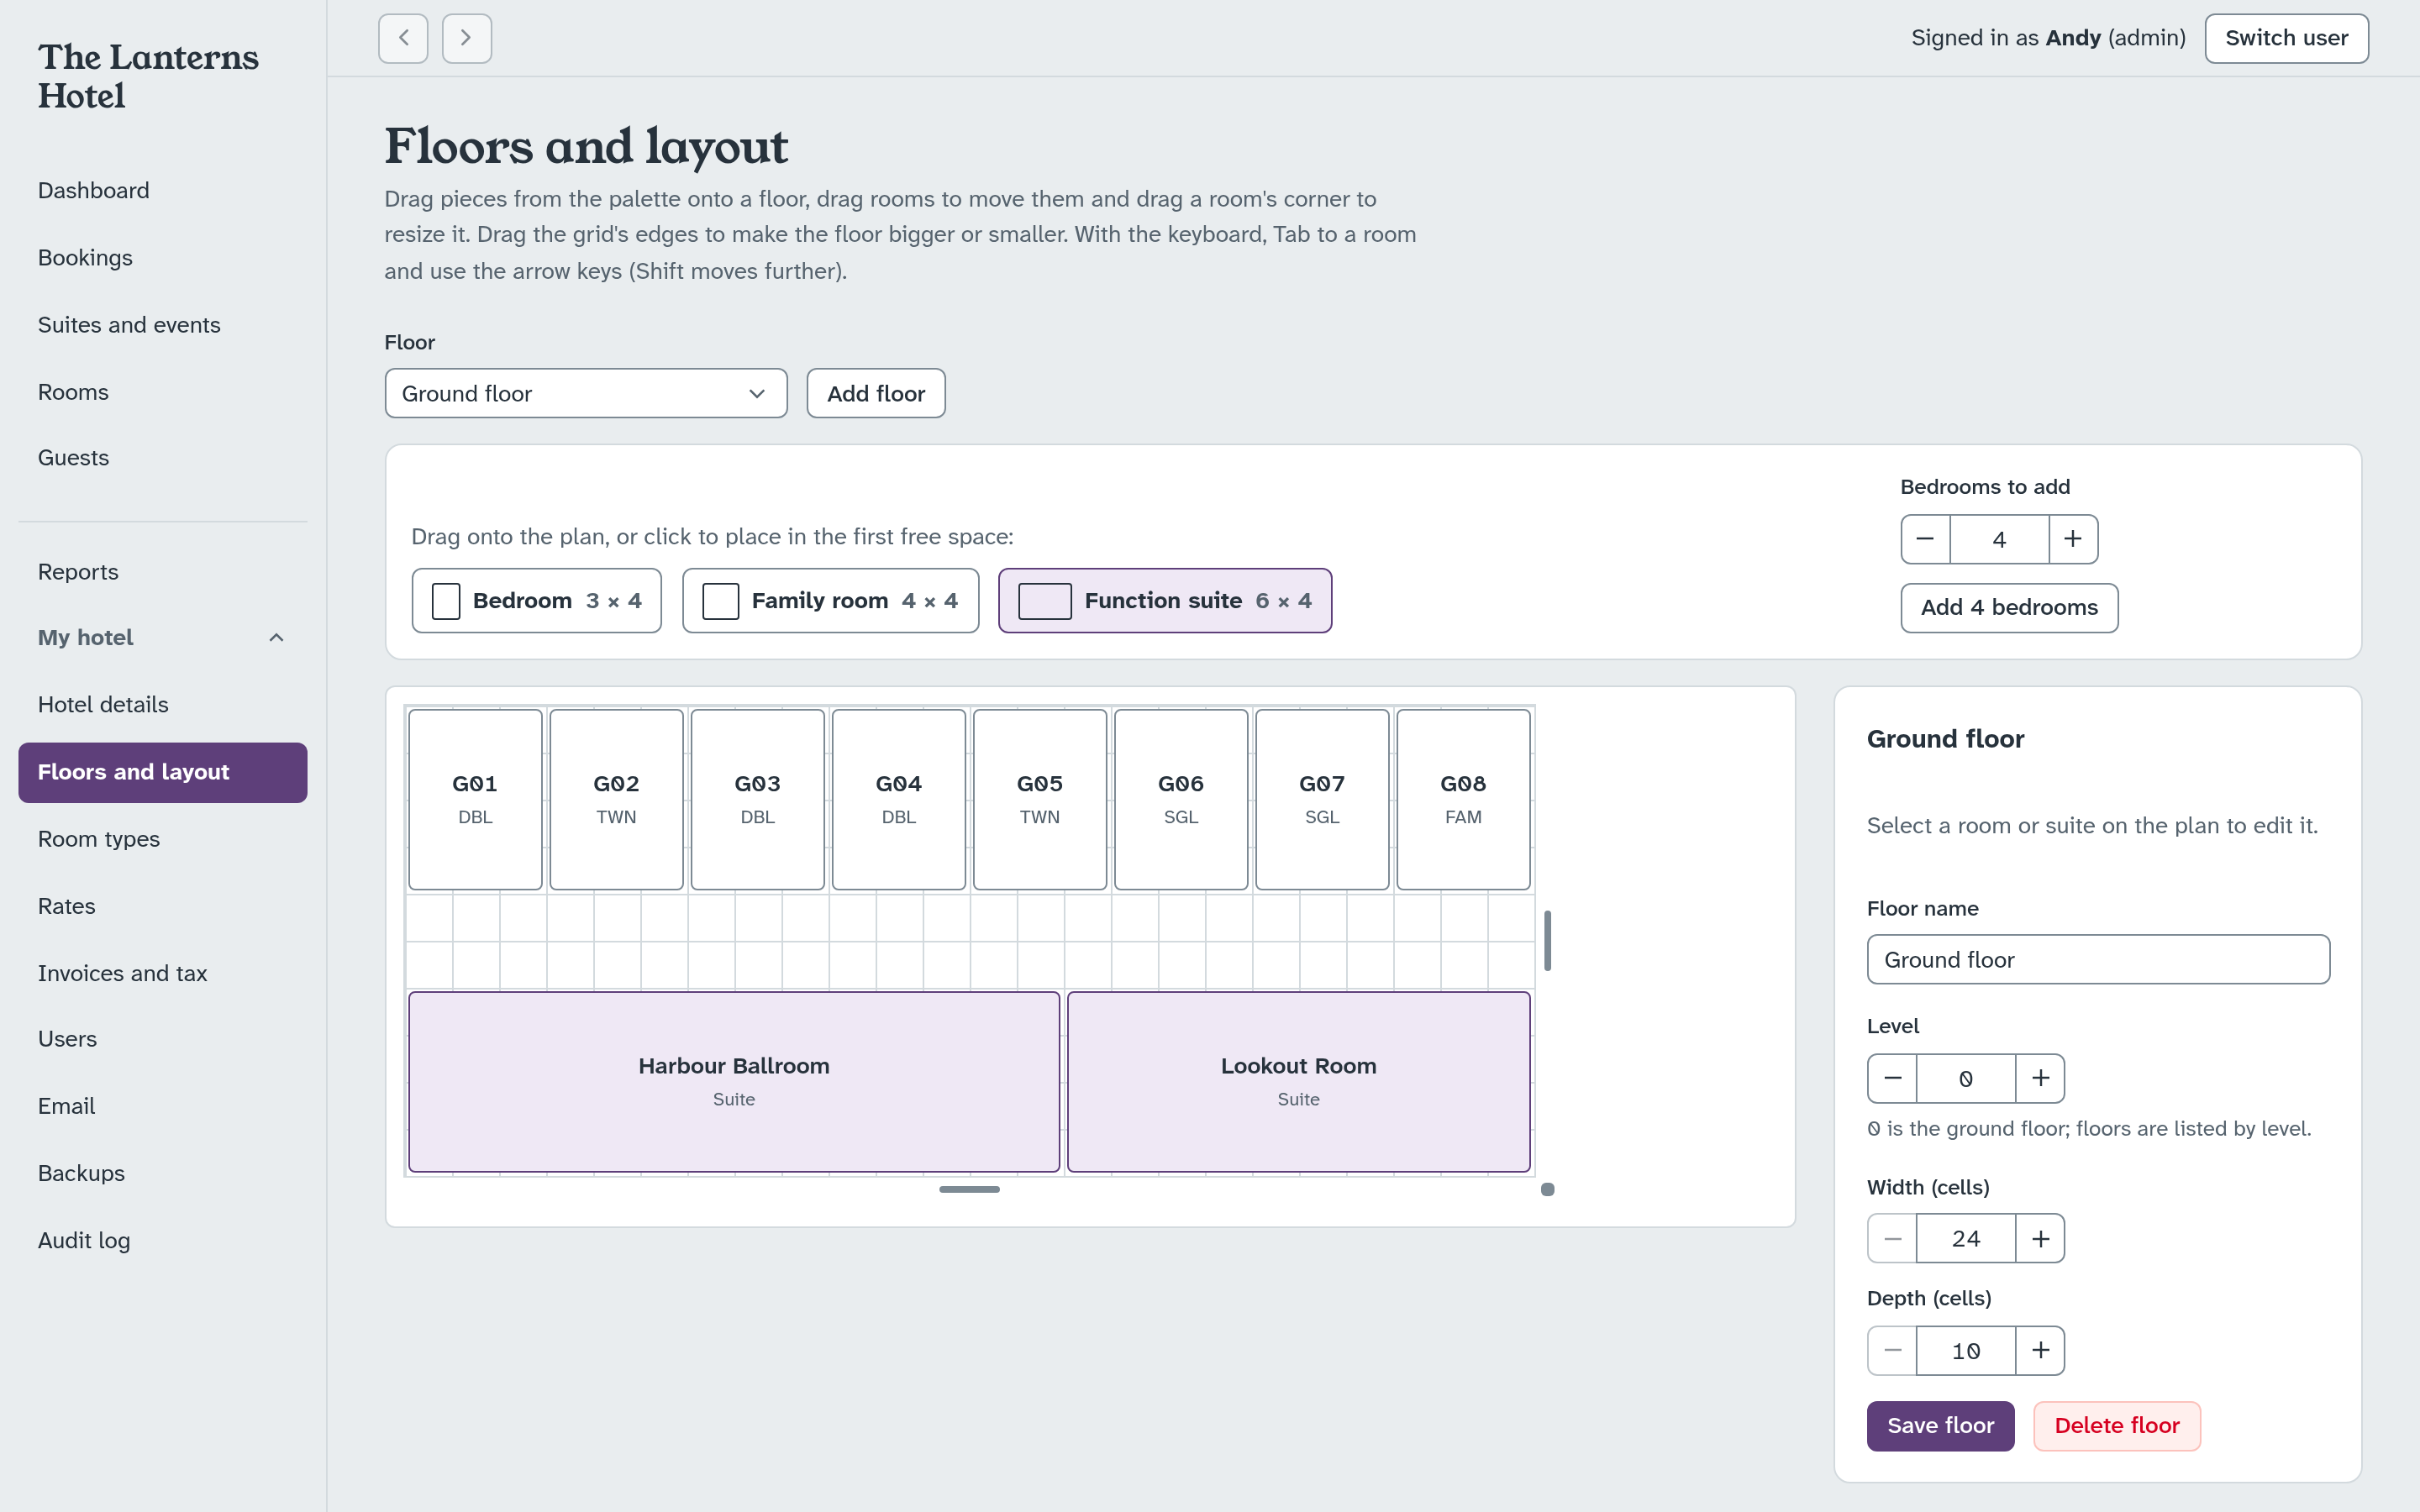 The Lanterns
Hotel
Dashboard
Bookings
Suites and events
Rooms
Guests
Reports
My hotel
Hotel details
Floors and layout
Room types
Rates
Invoices and tax
Users
Email
Backups
Audit log
Signed in as Andy (admin)
Switch user
Floors and layout
Drag pieces from the palette onto a floor, drag rooms to move them and drag a room's corner to
resize it. Drag the grid's edges to make the floor bigger or smaller. With the keyboard, Tab to a room
and use the arrow keys (Shift moves further).
Floor
Ground floor
Add floor
Drag onto the plan, or click to place in the first free space:
Bedroom 3 × 4
Family room 4 × 4
Function suite 6 × 4
Bedrooms to add
− 4 +
Add 4 bedrooms
G01
DBL
G02
TWN
G03
DBL
G04
DBL
G05
TWN
G06
SGL
G07
SGL
G08
FAM
Harbour Ballroom
Suite
Lookout Room
Suite
Ground floor
Select a room or suite on the plan to edit it.
Floor name
Ground floor
Level
− 0 +
0 is the ground floor; floors are listed by level.
Width (cells)
− 24 +
Depth (cells)
− 10 +
Save floor
Delete floor